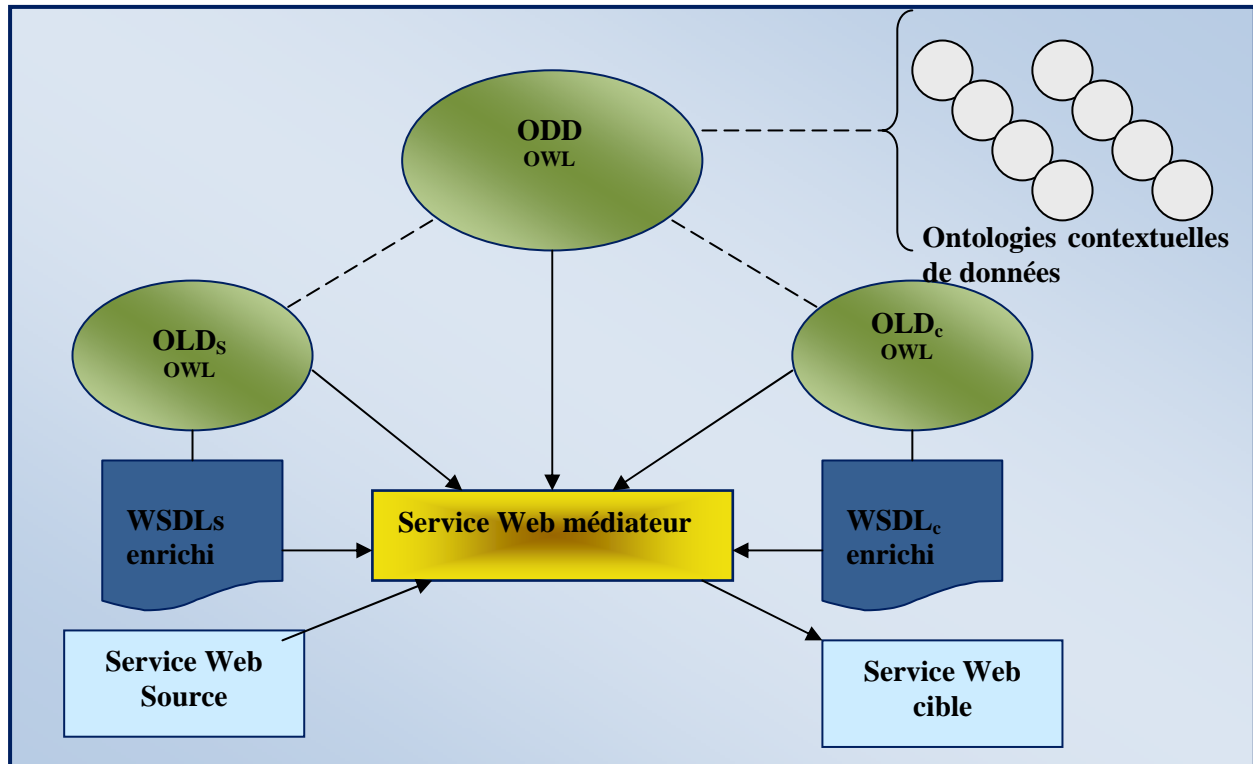 ODD
OWL
Ontologies contextuelles
de données
OLDS
OWL
OLDc
OWL
WSDLs
enrichi
Service Web médiateur
WSDLc
enrichi
Service Web
Source
Service Web
cible